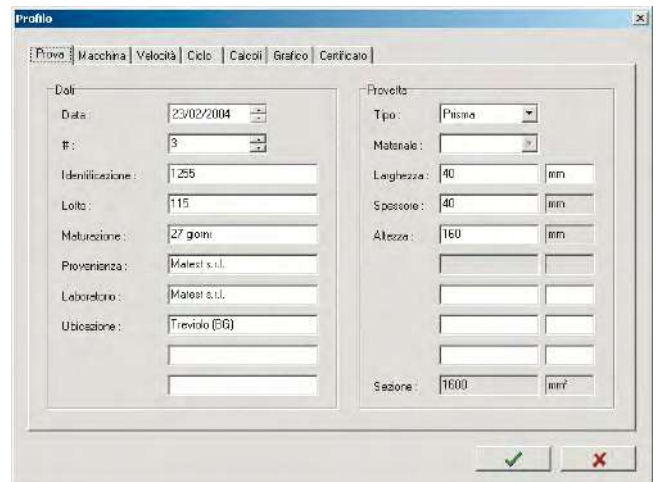 Profilo
Prova Macchina Velocità Ciclo Calcoli Grafico Certificato
Dati
Data : 23/02/2004
# : 3
Identificazione : 1255
Lotto : 115
Maturazione : 27 giorni
Provenienza : Matest s.r.l.
Laboratorio : Matest s.r.l.
Ubicazione : Treviolo (BG)
Provetta
Tipo : Prisma
Materiale :
Larghezza : 40 mm
Spessore : 40 mm
Altezza : 160 mm
Sezione : 1600 mm²